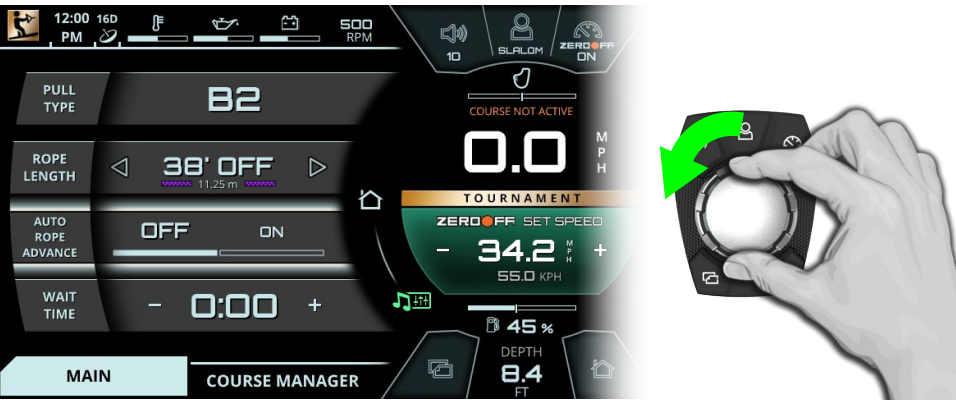 12:00 PM
16D
500 RPM
10
SLALOM
ZEROOFF
ON
PULL TYPE
B2
COURSE NOT ACTIVE
0.0 MPH
ROPE LENGTH
38' OFF
11.25 m
TOURNAMENT
ZEROOFF SET SPEED
AUTO ROPE ADVANCE
OFF
ON
- 34.2 MPH +
55.0 KPH
WAIT TIME
- 0:00 +
45 %
DEPTH
8.4
FT
MAIN
COURSE MANAGER